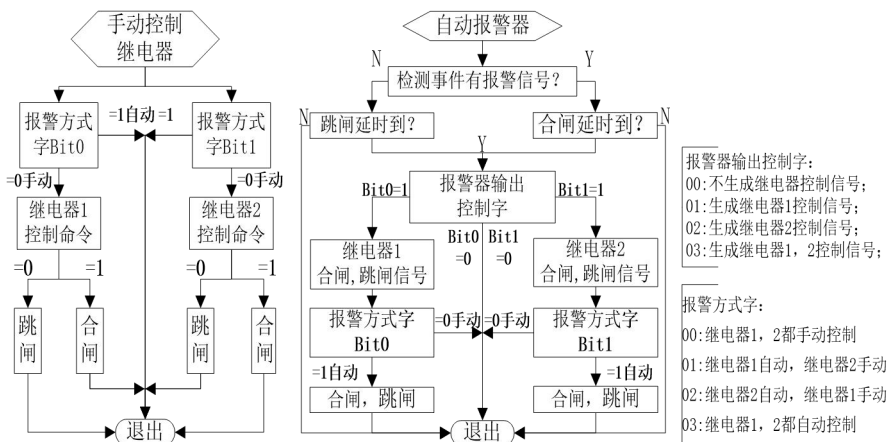 手动控制
继电器
报警方式
字Bit0
=1自动
=1
报警方式
字Bit1
=0手动
=0手动
继电器1
控制命令
继电器2
控制命令
=0
=1
=0
=1
跳闸
合闸
跳闸
合闸
退出
自动报警器
N
Y
检测事件有报警信号?
N
跳闸延时到?
合闸延时到?
N
Y
Bit0=1
报警器输出
控制字
Bit1=1
继电器1
合闸,跳闸信号
Bit0
=0
Bit1
=0
继电器2
合闸,跳闸信号
报警方式字
Bit0
=0手动
=0手动
报警方式字
Bit1
=1自动
=1自动
合闸，跳闸
合闸，跳闸
退出
报警器输出控制字:
00:不生成继电器控制信号;
01:生成继电器1控制信号;
02:生成继电器2控制信号;
03:生成继电器1，2控制信号;
报警方式字:
00:继电器1，2都手动控制
01:继电器1自动，继电器2手动
02:继电器2自动，继电器1手动
03:继电器1，2都自动控制